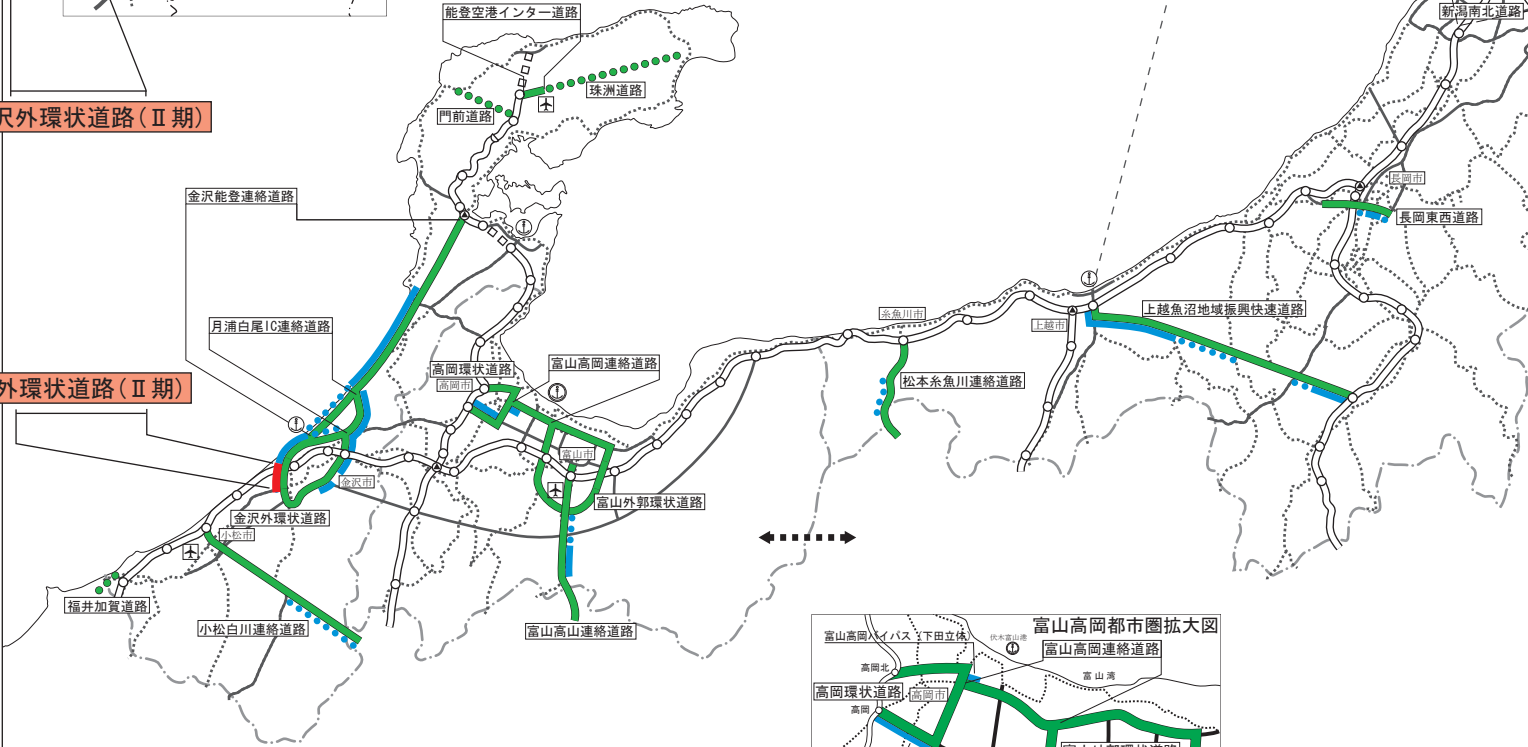 能登空港インター道路
新潟南北道路
珠洲道路
門前道路
沢外環状道路(Ⅱ期)
長岡市
金沢能登連絡道路
長岡東西道路
糸魚川市
上越市
上越魚沼地域振興快速道路
月浦白尾IC連絡道路
高岡環状道路
富山高岡連絡道路
高岡市
松本糸魚川連絡道路
外環状道路(Ⅱ期)
富山市
金沢市
富山外郭環状道路
金沢外環状道路
小松市
福井加賀道路
小松白川連絡道路
富山高山連絡道路
富山高岡都市圏拡大図
富山高岡バイパス(下田立体)
伏木富山港
富山高岡連絡道路
高岡北
富山湾
高岡環状道路
高岡市
高岡
富山外郭環状道路